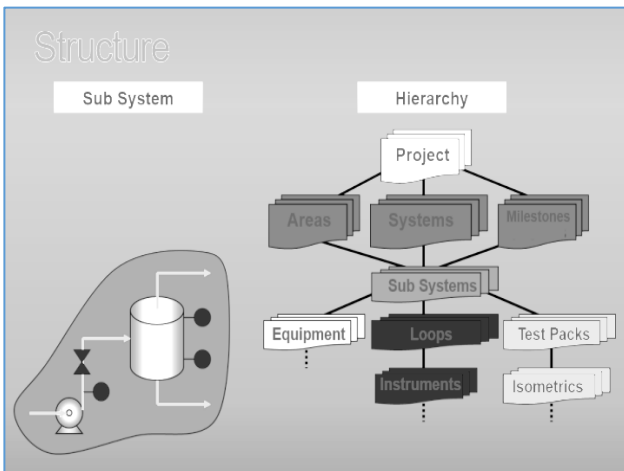 Structure
Sub System
Hierarchy
Project
Areas
Systems
Milestones
Sub Systems
Equipment
Loops
Test Packs
Instruments
Isometrics